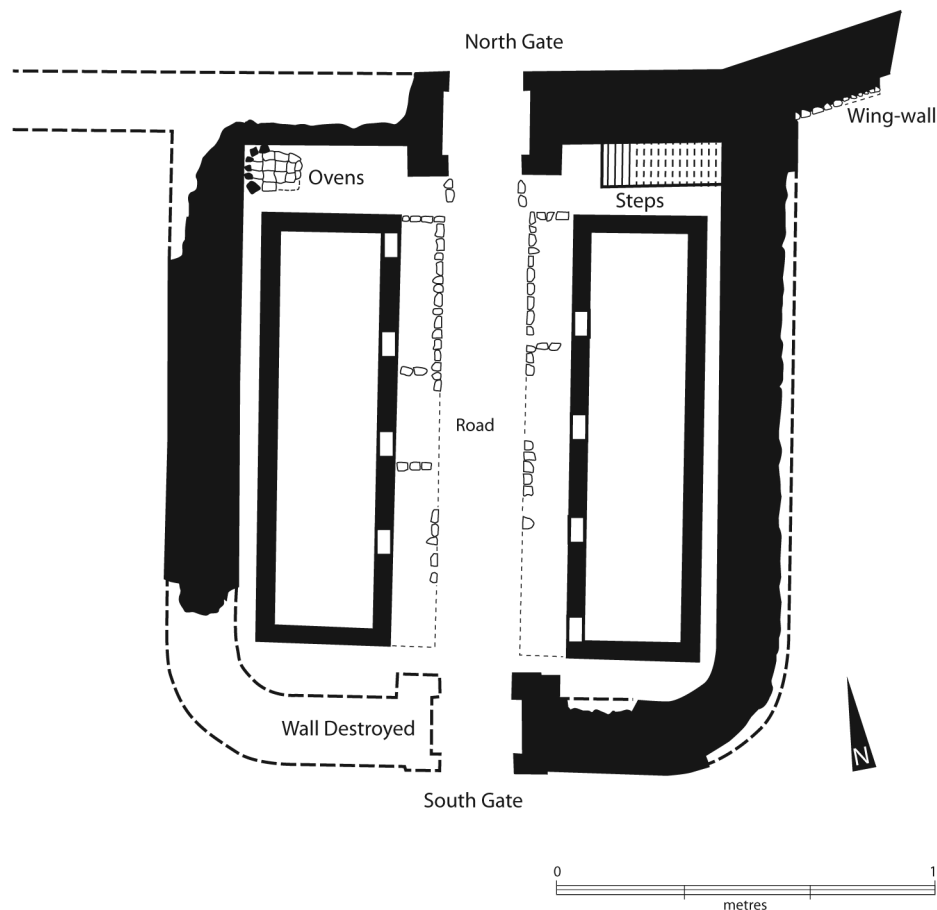 North Gate
Wing-wall
Ovens
Steps
Road
Wall Destroyed
N
South Gate
0 1
metres